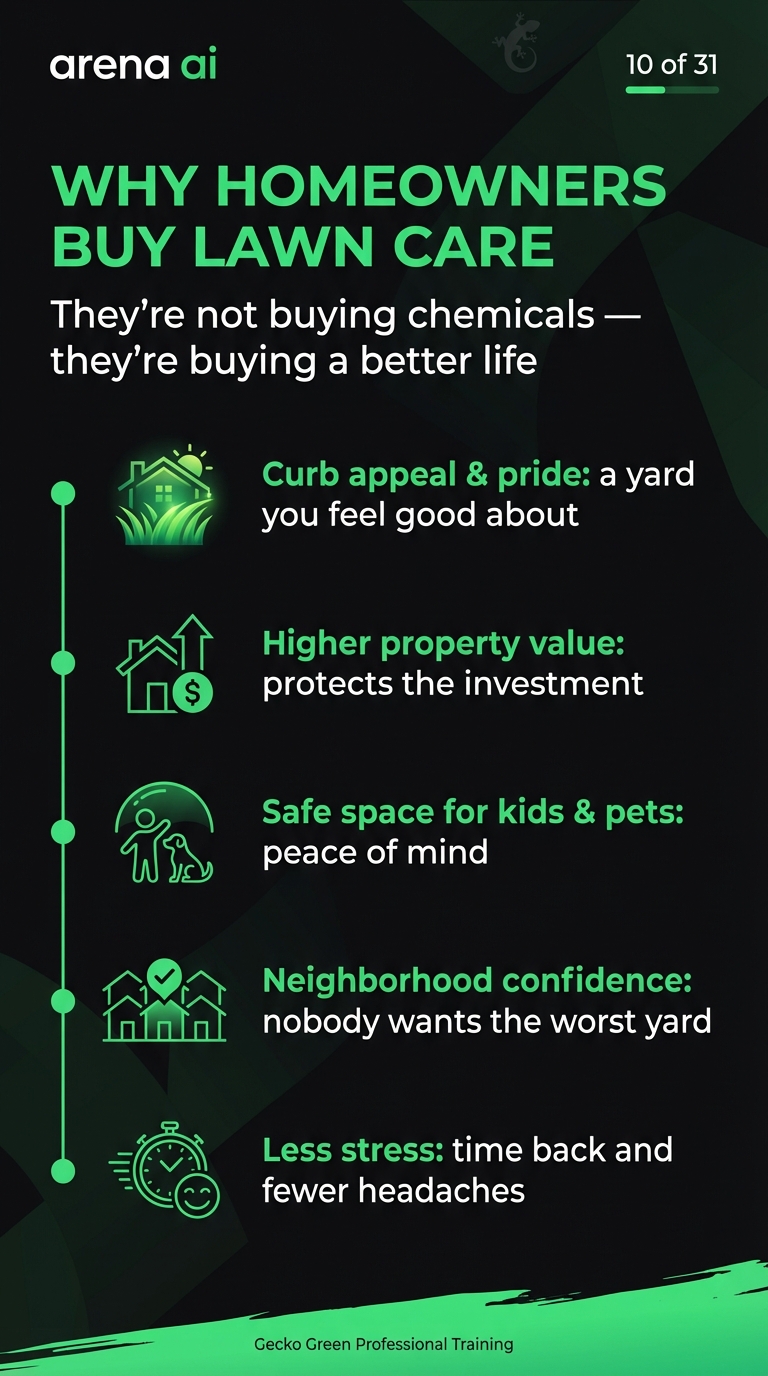 arena ai
10 of 31
WHY HOMEOWNERS
BUY LAWN CARE
They’re not buying chemicals —
they’re buying a better life
Curb appeal & pride: a yard
you feel good about
$
Higher property value:
protects the investment
Safe space for kids & pets:
peace of mind
Neighborhood confidence:
nobody wants the worst yard
Less stress: time back and
fewer headaches
Gecko Green Professional Training